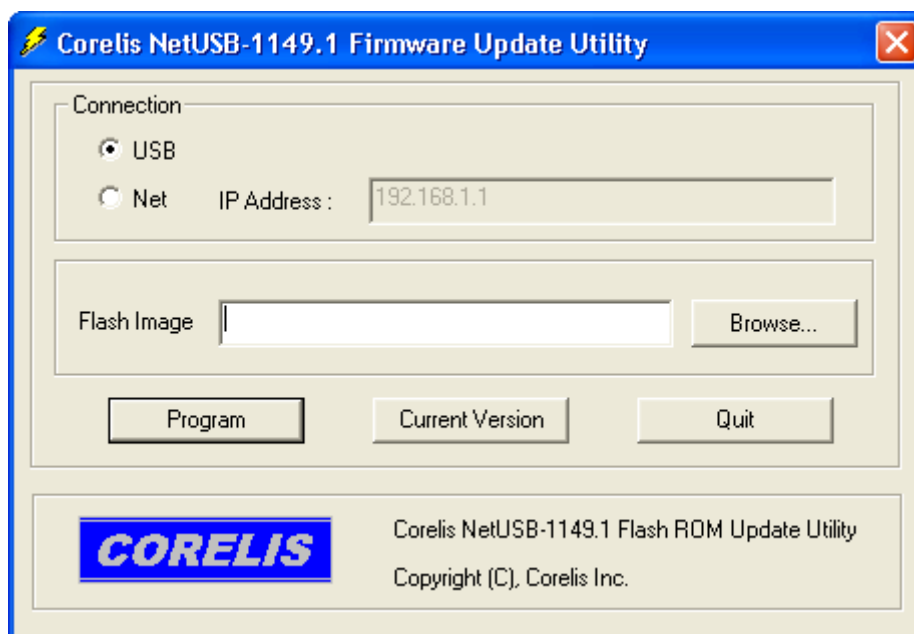 Corelis NetUSB-1149.1 Firmware Update Utility
Connection
USB
Net IP Address : 192.168.1.1
Flash Image Browse...
Program Current Version Quit
CORELIS
Corelis NetUSB-1149.1 Flash ROM Update Utility
Copyright (C), Corelis Inc.